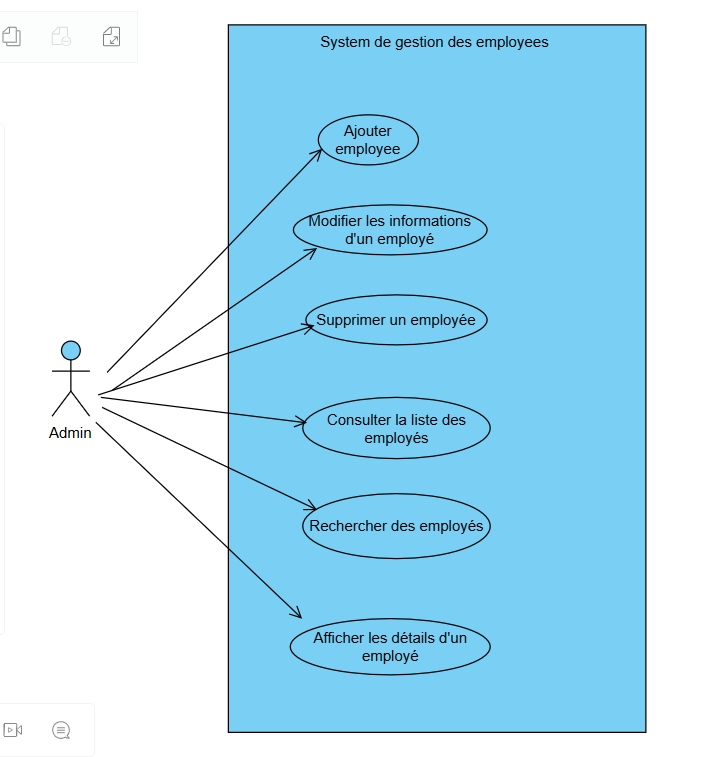 System de gestion des employees
Ajouter
employee
Modifier les informations
d'un employé
Supprimer un employée
Consulter la liste des
employés
Rechercher des employés
Afficher les détails d'un
employé
Admin